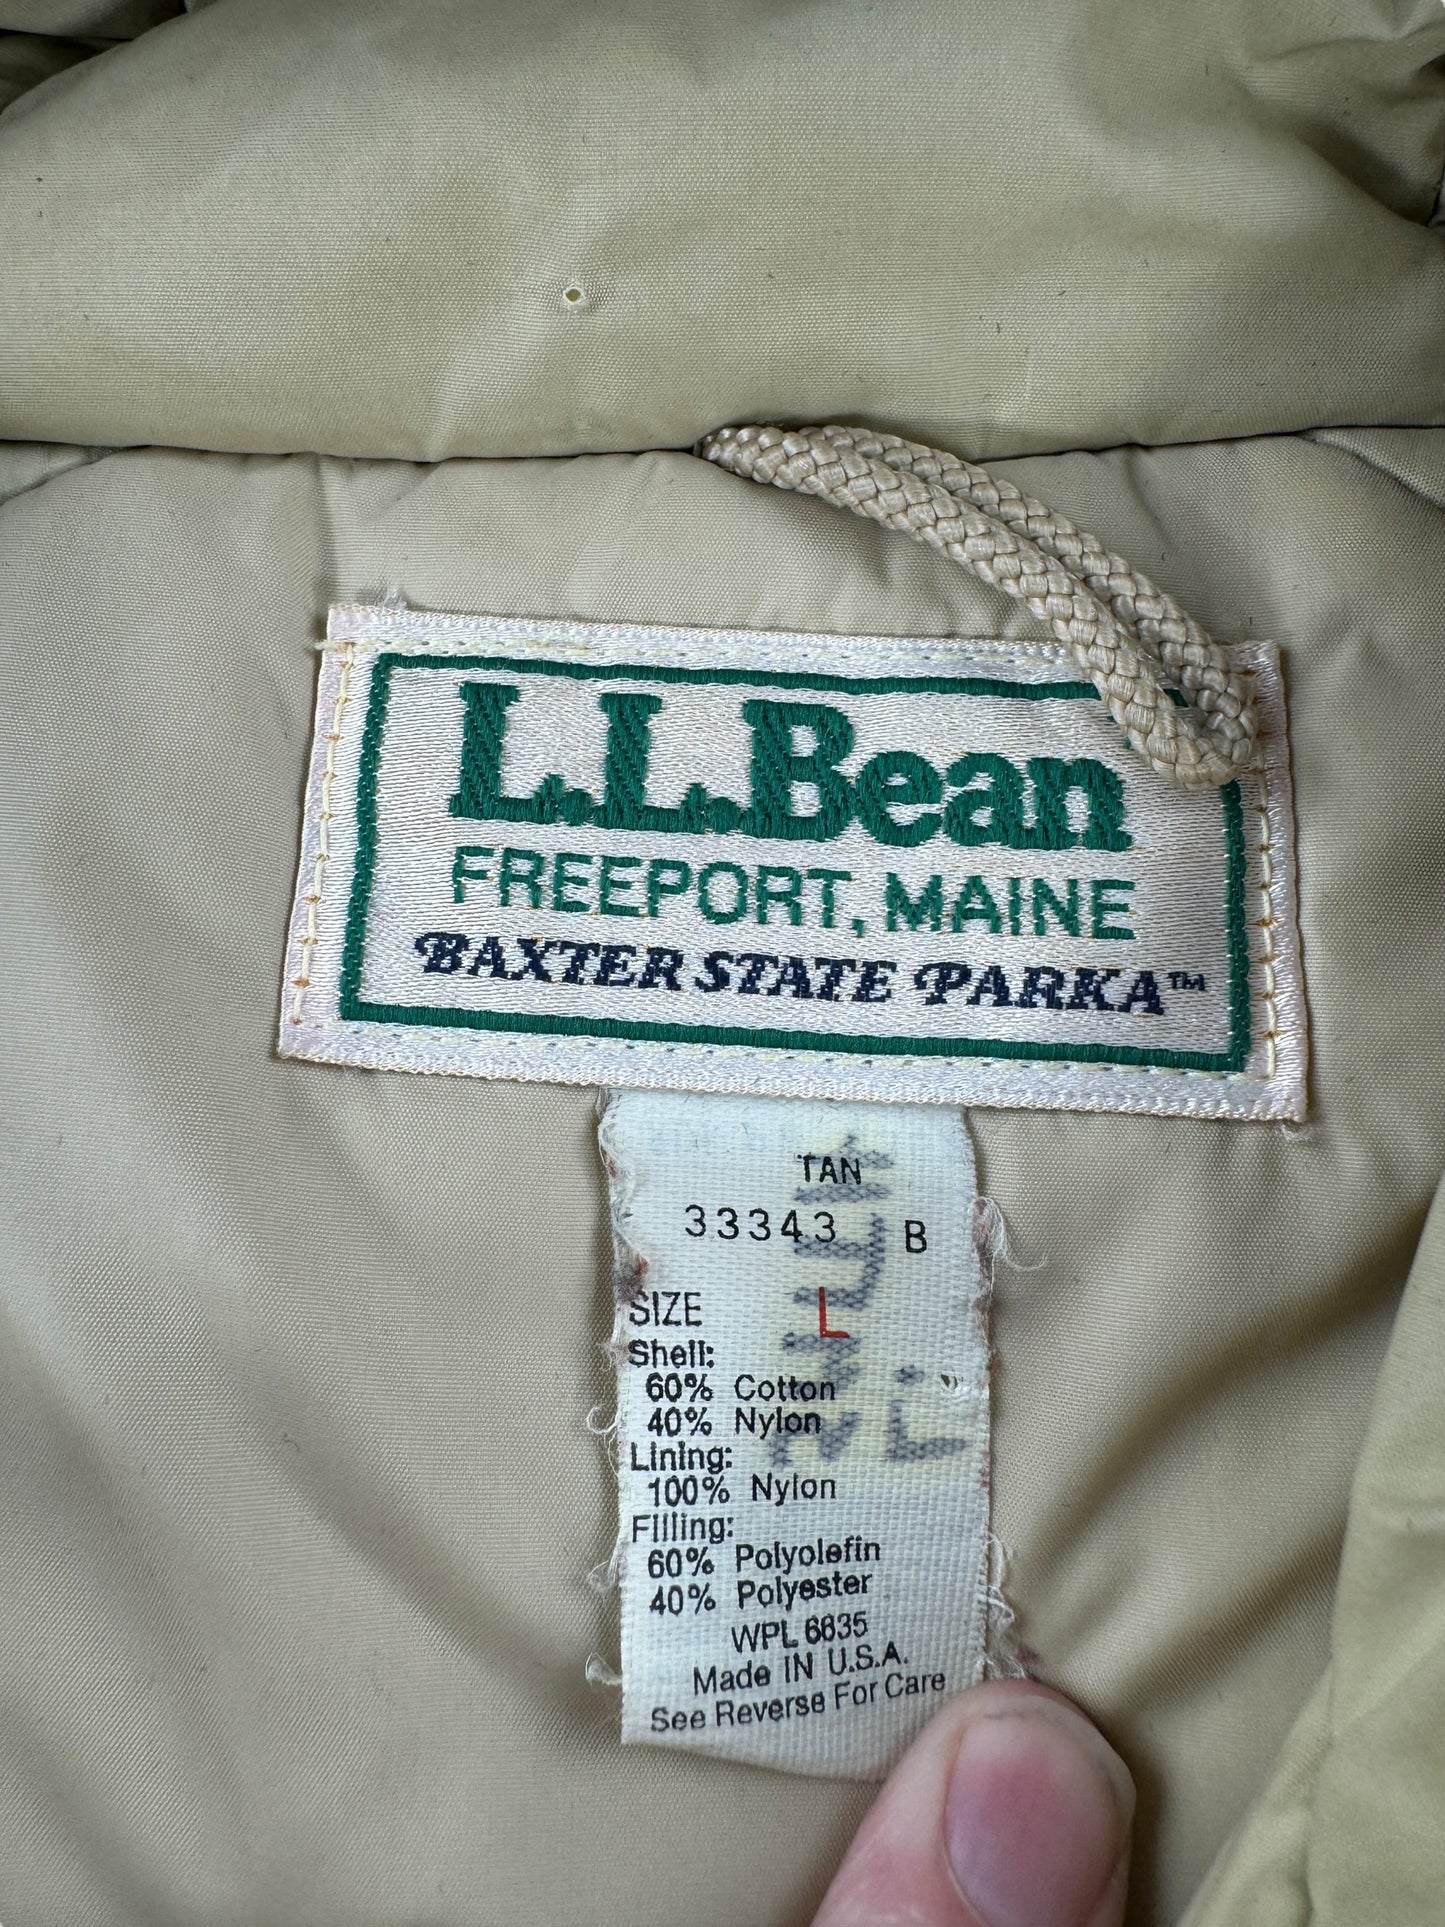 L.L.Bean
FREEPORT, MAINE
BAXTER STATE PARKA™
TAN
33343 B
SIZE L
Shell:
60% Cotton
40% Nylon
Lining:
100% Nylon
Filling:
60% Polyolefin
40% Polyester
WPL 6635
Made IN U.S.A.
See Reverse For Care